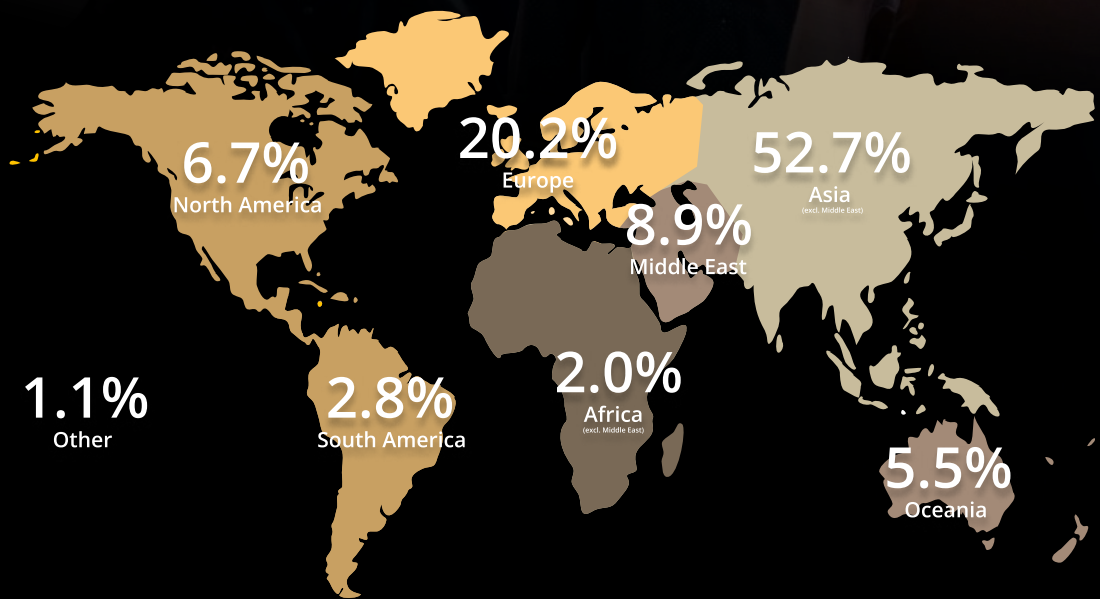 20.2%
Europe
52.7%
Asia
(excl. Middle East)
6.7%
North America
8.9%
Middle East
2.0%
Africa
(excl. Middle East)
1.1%
Other
2.8%
South America
5.5%
Oceania